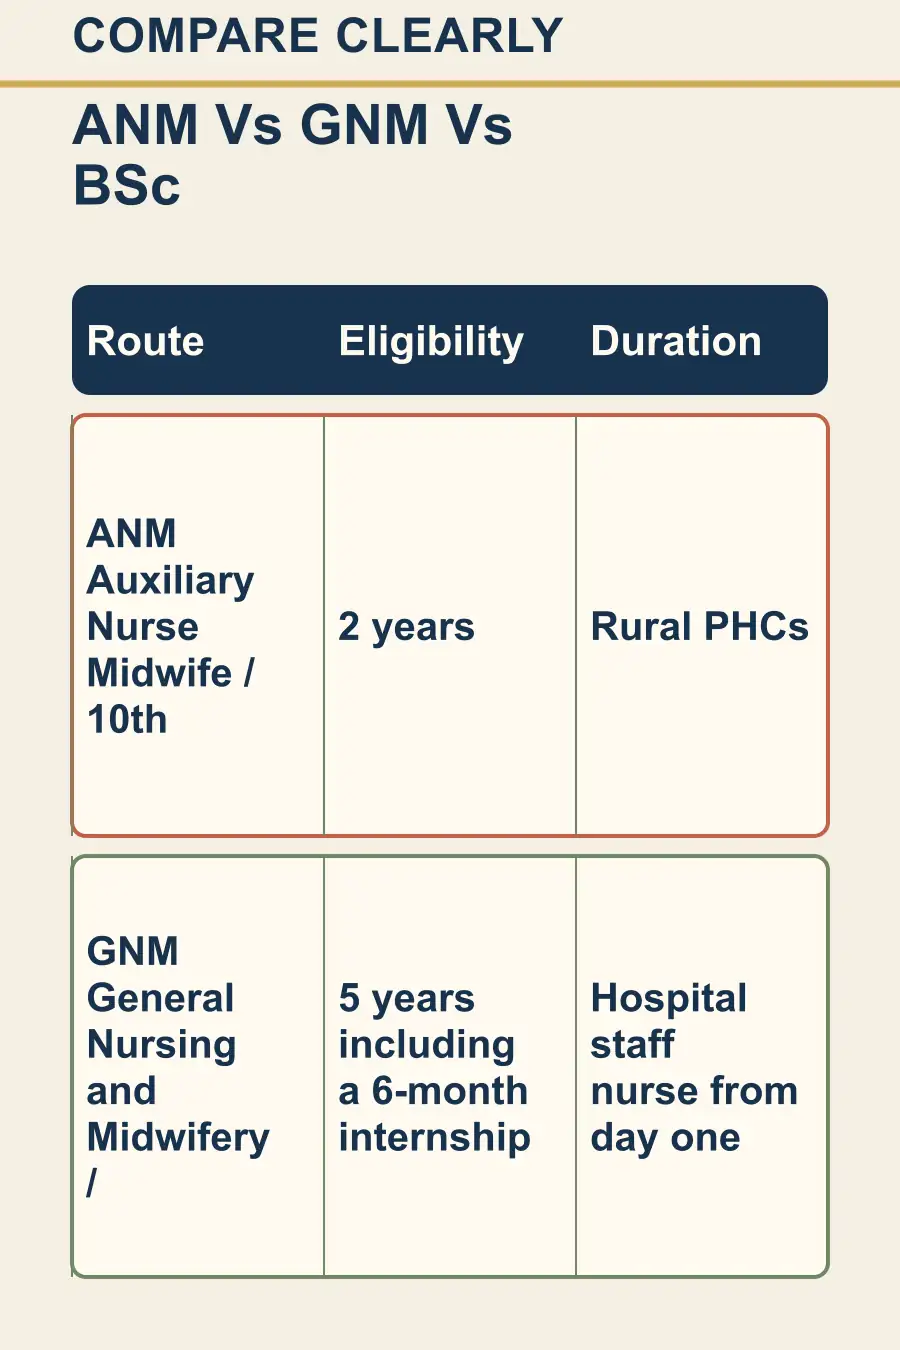 COMPARE CLEARLY
ANM Vs GNM Vs
BSc
Route Eligibility Duration
ANM
Auxiliary
Nurse
Midwife /
10th
2 years
Rural PHCs
GNM
General
Nursing
and
Midwifery
/
5 years
including
a 6-month
internship
Hospital
staff
nurse from
day one